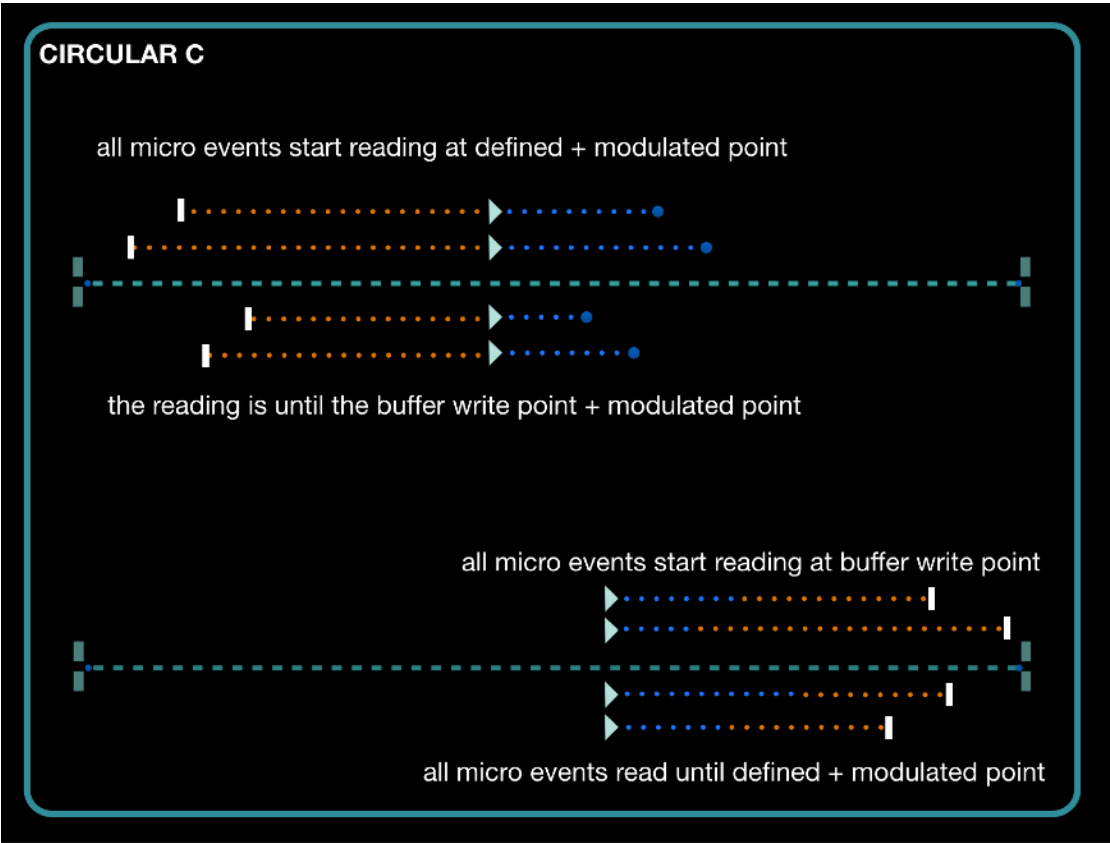 CIRCULAR C
all micro events start reading at defined + modulated point
the reading is until the buffer write point + modulated point
all micro events start reading at buffer write point
all micro events read until defined + modulated point